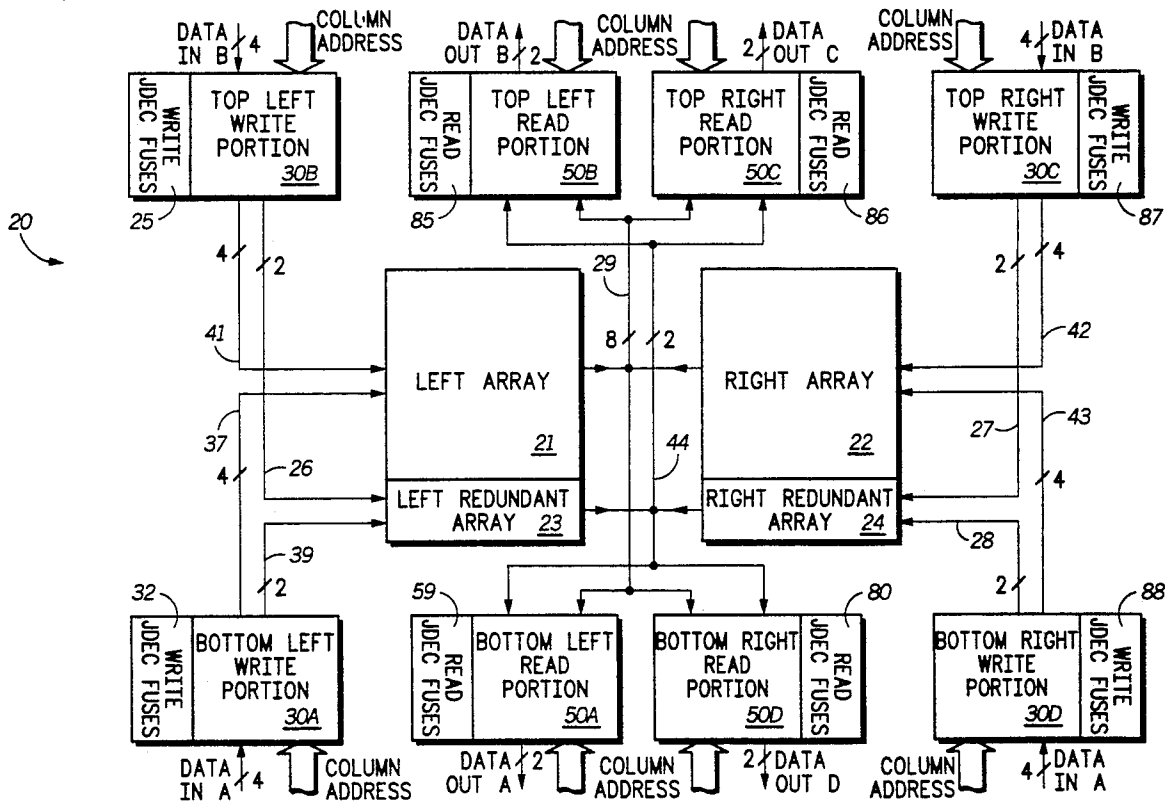 DATA IN B
4
COLUMN ADDRESS
DATA OUT B
2
COLUMN ADDRESS
2
DATA OUT C
COLUMN ADDRESS
4
DATA IN B
WRITE JDEC FUSES
TOP LEFT WRITE PORTION
30B
READ JDEC FUSES
TOP LEFT READ PORTION
50B
TOP RIGHT READ PORTION
50C
READ JDEC FUSES
TOP RIGHT WRITE PORTION
30C
WRITE JDEC FUSES
25
85
86
87
20
4
2
29
2
4
41
8
2
42
LEFT ARRAY
21
RIGHT ARRAY
22
37
4
26
44
27
43
4
LEFT REDUNDANT ARRAY
23
RIGHT REDUNDANT ARRAY
24
39
28
2
2
32
59
80
88
WRITE JDEC FUSES
BOTTOM LEFT WRITE PORTION
30A
READ JDEC FUSES
BOTTOM LEFT READ PORTION
50A
BOTTOM RIGHT READ PORTION
50D
READ JDEC FUSES
BOTTOM RIGHT WRITE PORTION
30D
WRITE JDEC FUSES
DATA IN A
4
COLUMN ADDRESS
DATA OUT A
2
COLUMN ADDRESS
2
DATA OUT D
COLUMN ADDRESS
4
DATA IN A